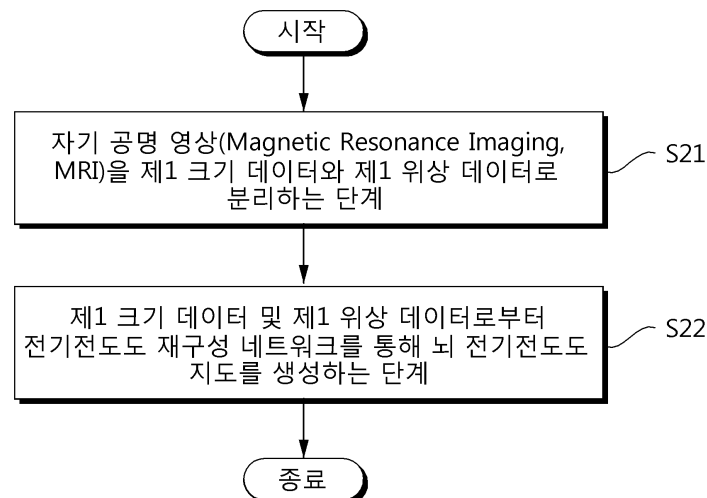 시작
자기 공명 영상(Magnetic Resonance Imaging,
MRI)을 제1 크기 데이터와 제1 위상 데이터로
분리하는 단계
S21
제1 크기 데이터 및 제1 위상 데이터로부터
전기전도도 재구성 네트워크를 통해 뇌 전기전도도
지도를 생성하는 단계
S22
종료